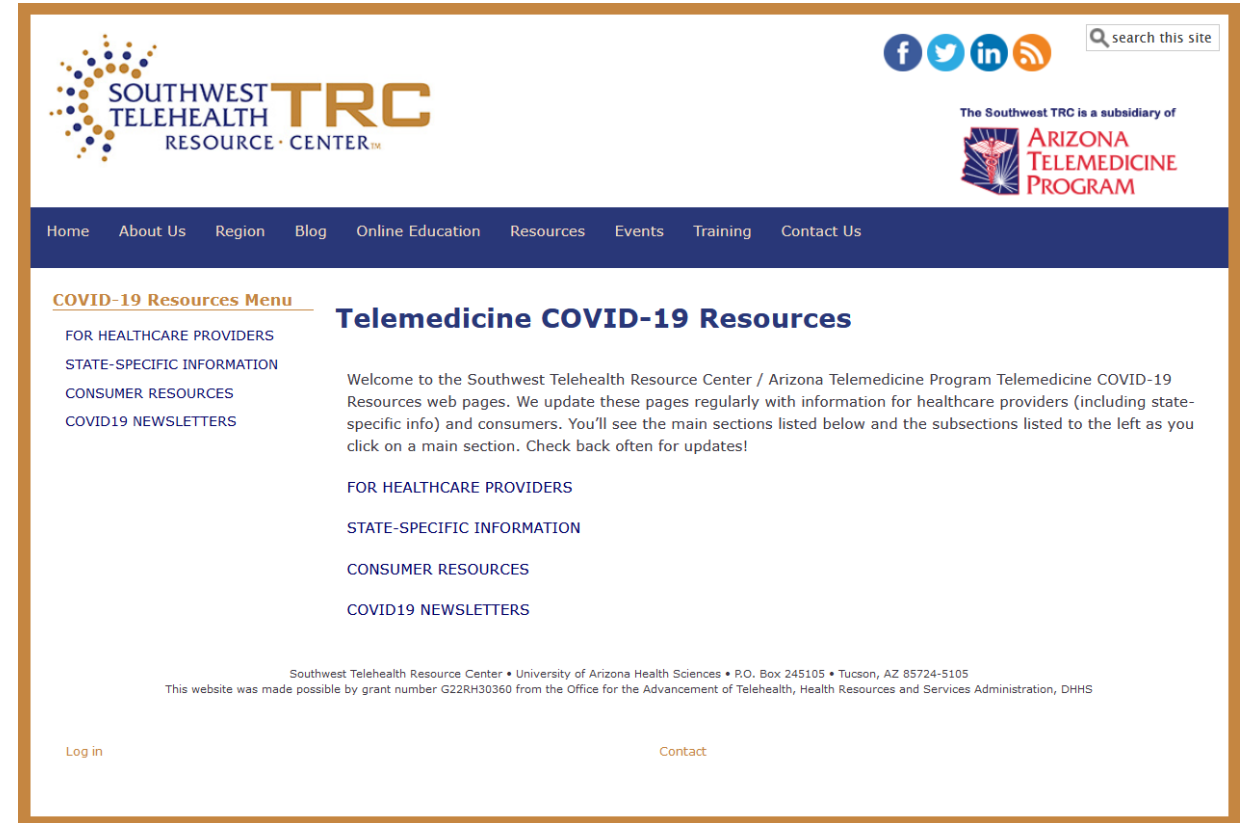 SOUTHWEST
TELEHEALTH
RESOURCE · CENTER™
TRC
search this site
The Southwest TRC is a subsidiary of
ARIZONA
TELEMEDICINE
PROGRAM
Home About Us Region Blog Online Education Resources Events Training Contact Us
COVID-19 Resources Menu
FOR HEALTHCARE PROVIDERS
STATE-SPECIFIC INFORMATION
CONSUMER RESOURCES
COVID19 NEWSLETTERS
Telemedicine COVID-19 Resources
Welcome to the Southwest Telehealth Resource Center / Arizona Telemedicine Program Telemedicine COVID-19
Resources web pages. We update these pages regularly with information for healthcare providers (including state-
specific info) and consumers. You’ll see the main sections listed below and the subsections listed to the left as you
click on a main section. Check back often for updates!
FOR HEALTHCARE PROVIDERS
STATE-SPECIFIC INFORMATION
CONSUMER RESOURCES
COVID19 NEWSLETTERS
Southwest Telehealth Resource Center • University of Arizona Health Sciences • P.O. Box 245105 • Tucson, AZ 85724-5105
This website was made possible by grant number G22RH30360 from the Office for the Advancement of Telehealth, Health Resources and Services Administration, DHHS
Log in
Contact